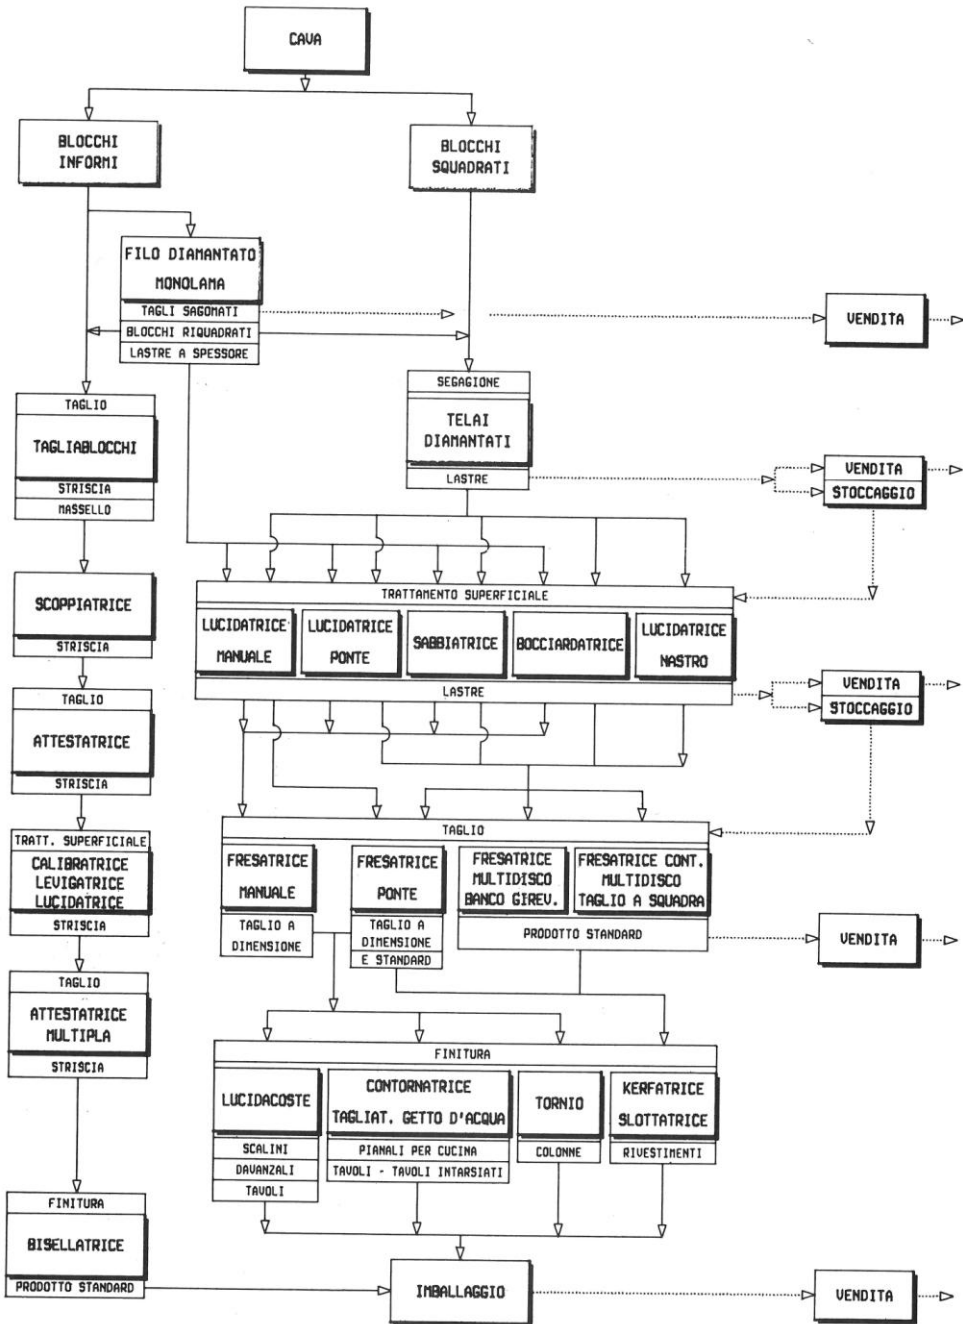 CAVA
BLOCCHI
INFORMI
BLOCCHI
SQUADRATI
FILO DIAMANTATO
MONOLAMA
TAGLI SAGOMATI
BLOCCHI RIQUADRATI
LASTRE A SPESSORE
VENDITA
SEGAGIONE
TELAI
DIAMANTATI
LASTRE
TAGLIO
TAGLIABLOCCHI
STRISCIA
MASSELLO
VENDITA
STOCCAGGIO
SCOPPIATRICE
STRISCIA
TRATTAMENTO SUPERFICIALE
LUCIDATRICE
MANUALE
LUCIDATRICE
PONTE
SABBIATRICE
BOCCIARDATRICE
LUCIDATRICE
NASTRO
LASTRE
VENDITA
STOCCAGGIO
TAGLIO
ATTESTATRICE
STRISCIA
TRATT. SUPERFICIALE
CALIBRATRICE
LEVIGATRICE
LUCIDATRICE
STRISCIA
TAGLIO
FRESATRICE
MANUALE
TAGLIO A
DIMENSIONE
FRESATRICE
PONTE
TAGLIO A
DIMENSIONE
E STANDARD
FRESATRICE
MULTIDISCO
BANCO GIREV.
FRESATRICE CONT.
MULTIDISCO
TAGLIO A SQUADRA
PRODOTTO STANDARD
VENDITA
TAGLIO
ATTESTATRICE
MULTIPLA
STRISCIA
FINITURA
LUCIDACOSTE
SCALINI
DAVANZALI
TAVOLI
CONTORNATRICE
TAGLIAT. GETTO D'ACQUA
PIANALI PER CUCINA
TAVOLI - TAVOLI INTARSIATI
TORNIO
COLONNE
KERFATRICE
SLOTTATRICE
RIVESTIMENTI
FINITURA
BISELLATRICE
PRODOTTO STANDARD
IMBALLAGGIO
VENDITA